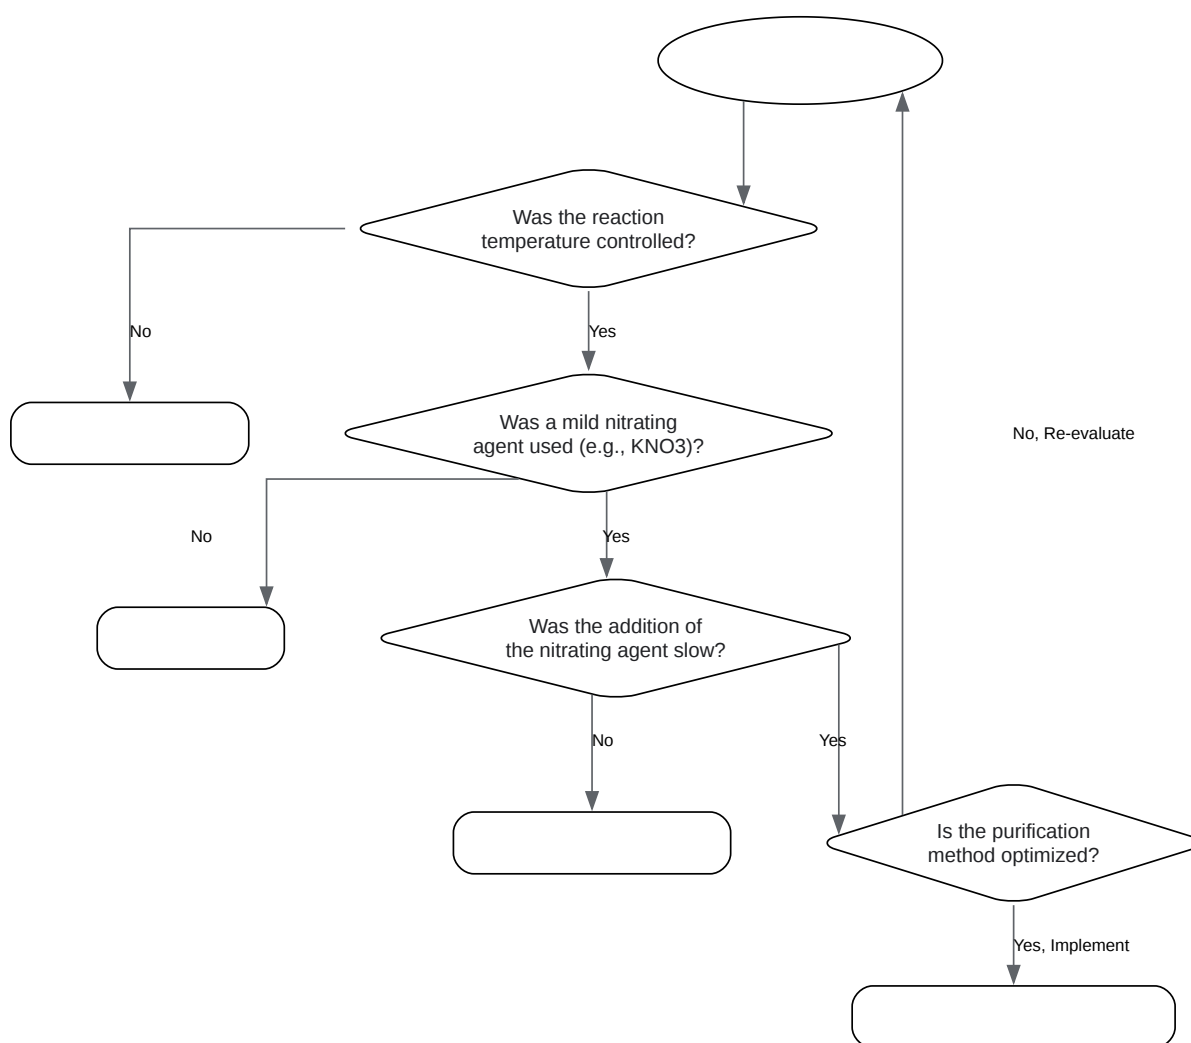 Was the reaction
temperature controlled?
No
Yes
Was a mild nitrating
agent used (e.g., KNO3)?
No, Re-evaluate
No
Yes
Was the addition of
the nitrating agent slow?
No
Yes
Is the purification
method optimized?
Yes, Implement